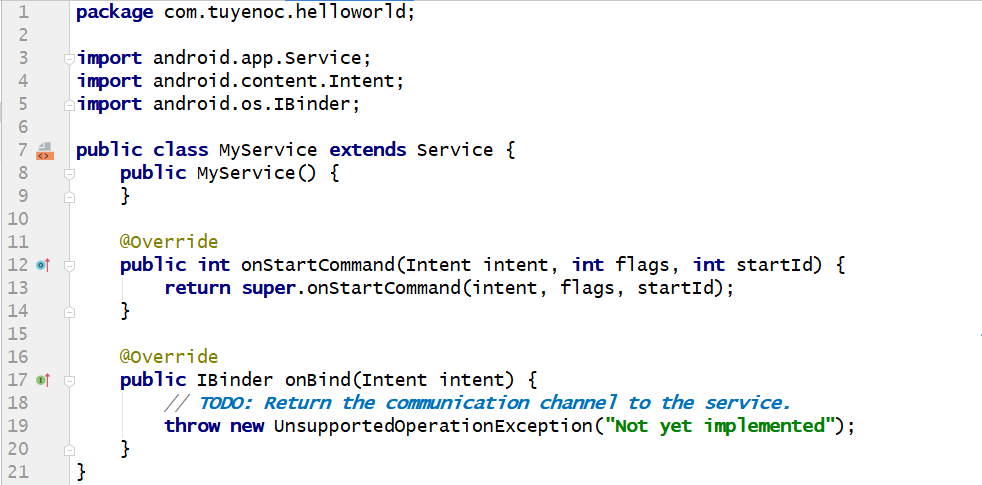 1 package com.tuyenoc.helloworld;
2
3 import android.app.Service;
4 import android.content.Intent;
5 import android.os.IBinder;
6
7 public class MyService extends Service {
8     public MyService() {
9     }
10
11     @Override
12     public int onStartCommand(Intent intent, int flags, int startId) {
13         return super.onStartCommand(intent, flags, startId);
14     }
15
16     @Override
17     public IBinder onBind(Intent intent) {
18         // TODO: Return the communication channel to the service.
19         throw new UnsupportedOperationException("Not yet implemented");
20     }
21 }